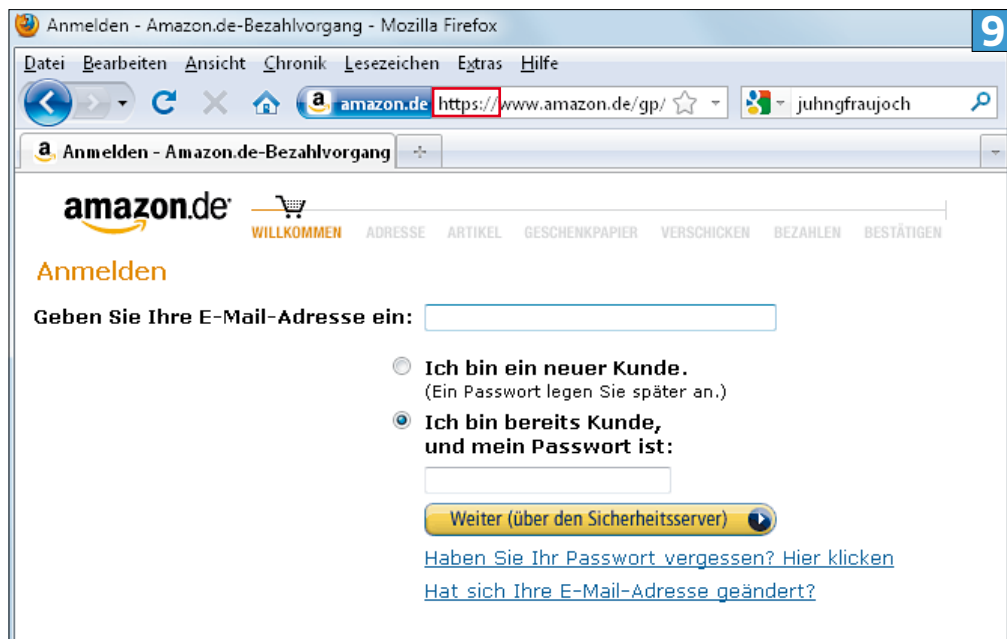 Anmelden - Amazon.de-Bezahlvorgang - Mozilla Firefox
9
Datei Bearbeiten Ansicht Chronik Lesezeichen Extras Hilfe
a amazon.de https://www.amazon.de/gp/ juhngfraujoch
a Anmelden - Amazon.de-Bezahlvorgang
amazon.de
WILLKOMMEN ADRESSE ARTIKEL GESCHENKPAPIER VERSCHICKEN BEZAHLEN BESTÄTIGEN
Anmelden
Geben Sie Ihre E-Mail-Adresse ein:
Ich bin ein neuer Kunde.
(Ein Passwort legen Sie später an.)
Ich bin bereits Kunde,
und mein Passwort ist:
Weiter (über den Sicherheitsserver)
Haben Sie Ihr Passwort vergessen? Hier klicken
Hat sich Ihre E-Mail-Adresse geändert?